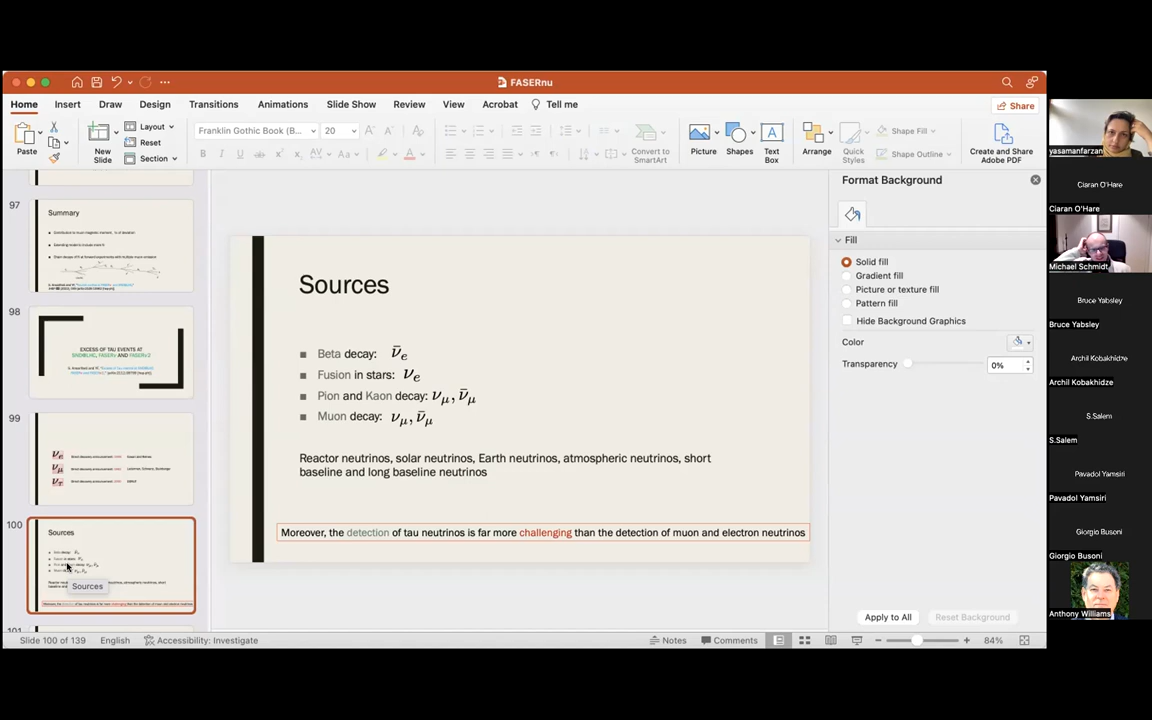 FASERnu
Home Insert Draw Design Transitions Animations Slide Show Review View Acrobat Tell me
Share
Paste
New Slide
Layout
Reset
Section
Franklin Gothic Book (B... 20
Convert to SmartArt
Picture
Shapes
Text Box
Arrange
Quick Styles
Shape Fill
Shape Outline
Create and Share Adobe PDF
97
Summary
98
EXCESS OF TAU EVENTS AT
SND@LHC, FASERν AND FASERν2
99
νe
νμ
ντ
100
Sources
Sources
Sources
Beta decay: ν̄e
Fusion in stars: νe
Pion and Kaon decay: νμ, ν̄μ
Muon decay: νμ, ν̄μ
Reactor neutrinos, solar neutrinos, Earth neutrinos, atmospheric neutrinos, short
baseline and long baseline neutrinos
Moreover, the detection of tau neutrinos is far more challenging than the detection of muon and electron neutrinos
Format Background
Fill
Solid fill
Gradient fill
Picture or texture fill
Pattern fill
Hide Background Graphics
Color
Transparency 0%
Apply to All Reset Background
Slide 100 of 139 English Accessibility: Investigate Notes Comments 84%
yasamanfarzan
Ciaran O'Hare
Ciaran O'Hare
Michael Schmidt
Bruce Yabsley
Bruce Yabsley
Archil Kobakhidze
Archil Kobakhidze
S.Salem
S.Salem
Pavadol Yamsiri
Pavadol Yamsiri
Giorgio Busoni
Giorgio Busoni
Anthony Williams